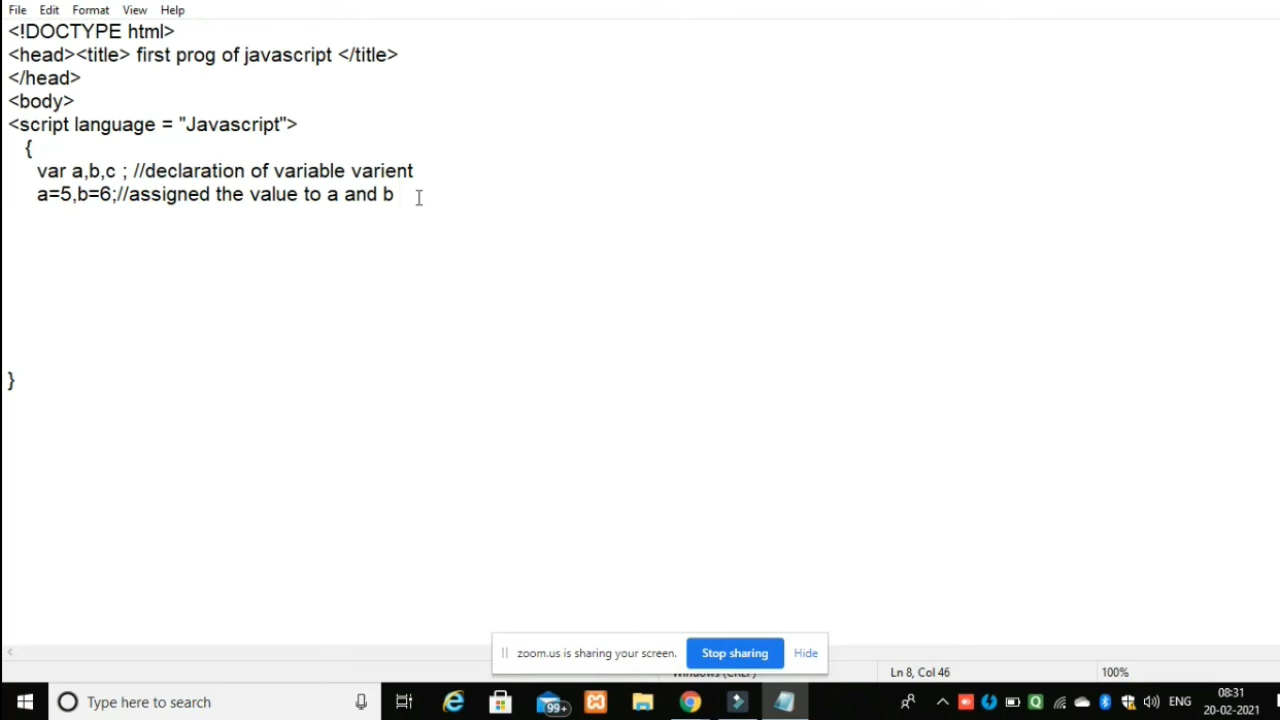 File Edit Format View Help
<!DOCTYPE html>
<head><title> first prog of javascript </title>
</head>
<body>
<script language = "Javascript">
{
var a,b,c ; //declaration of variable varient
a=5,b=6;//assigned the value to a and b
}
zoom.us is sharing your screen. Stop sharing Hide
Ln 8, Col 46 100%
Type here to search 99+ ENG 08:31
20-02-2021